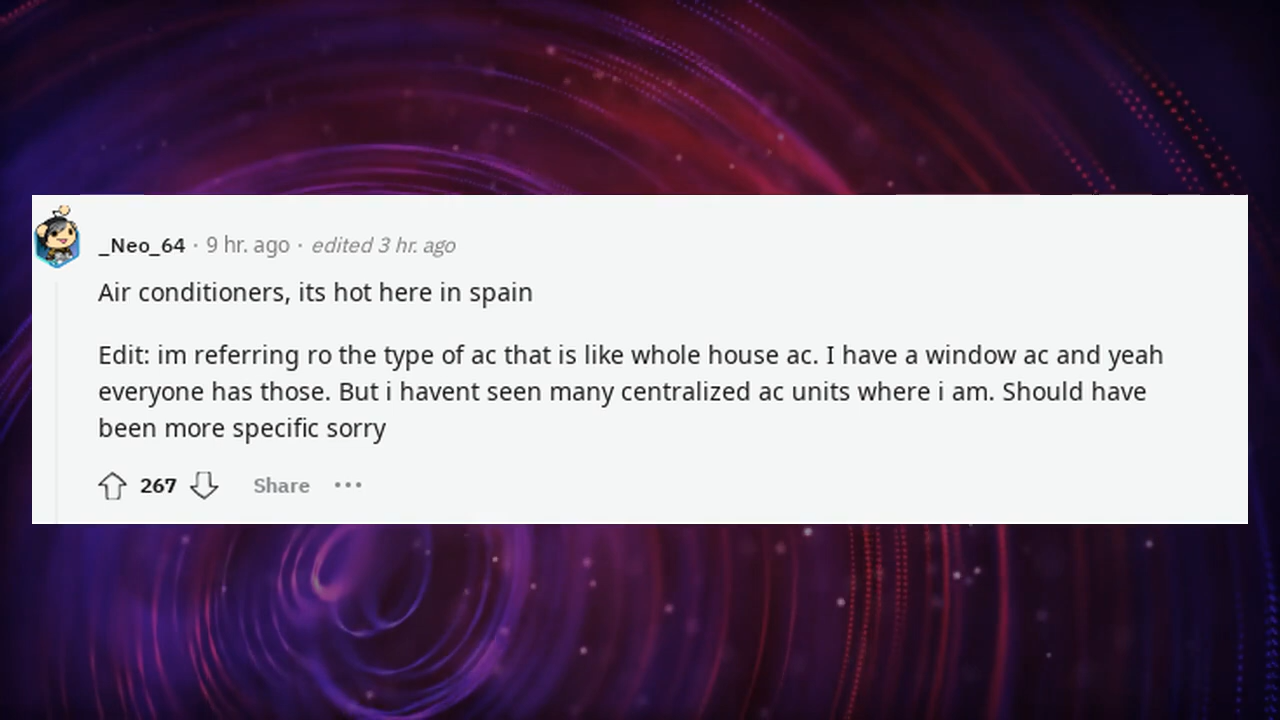 _Neo_64 · 9 hr. ago · edited 3 hr. ago
Air conditioners, its hot here in spain
Edit: im referring ro the type of ac that is like whole house ac. I have a window ac and yeah
everyone has those. But i havent seen many centralized ac units where i am. Should have
been more specific sorry
267 Share ···